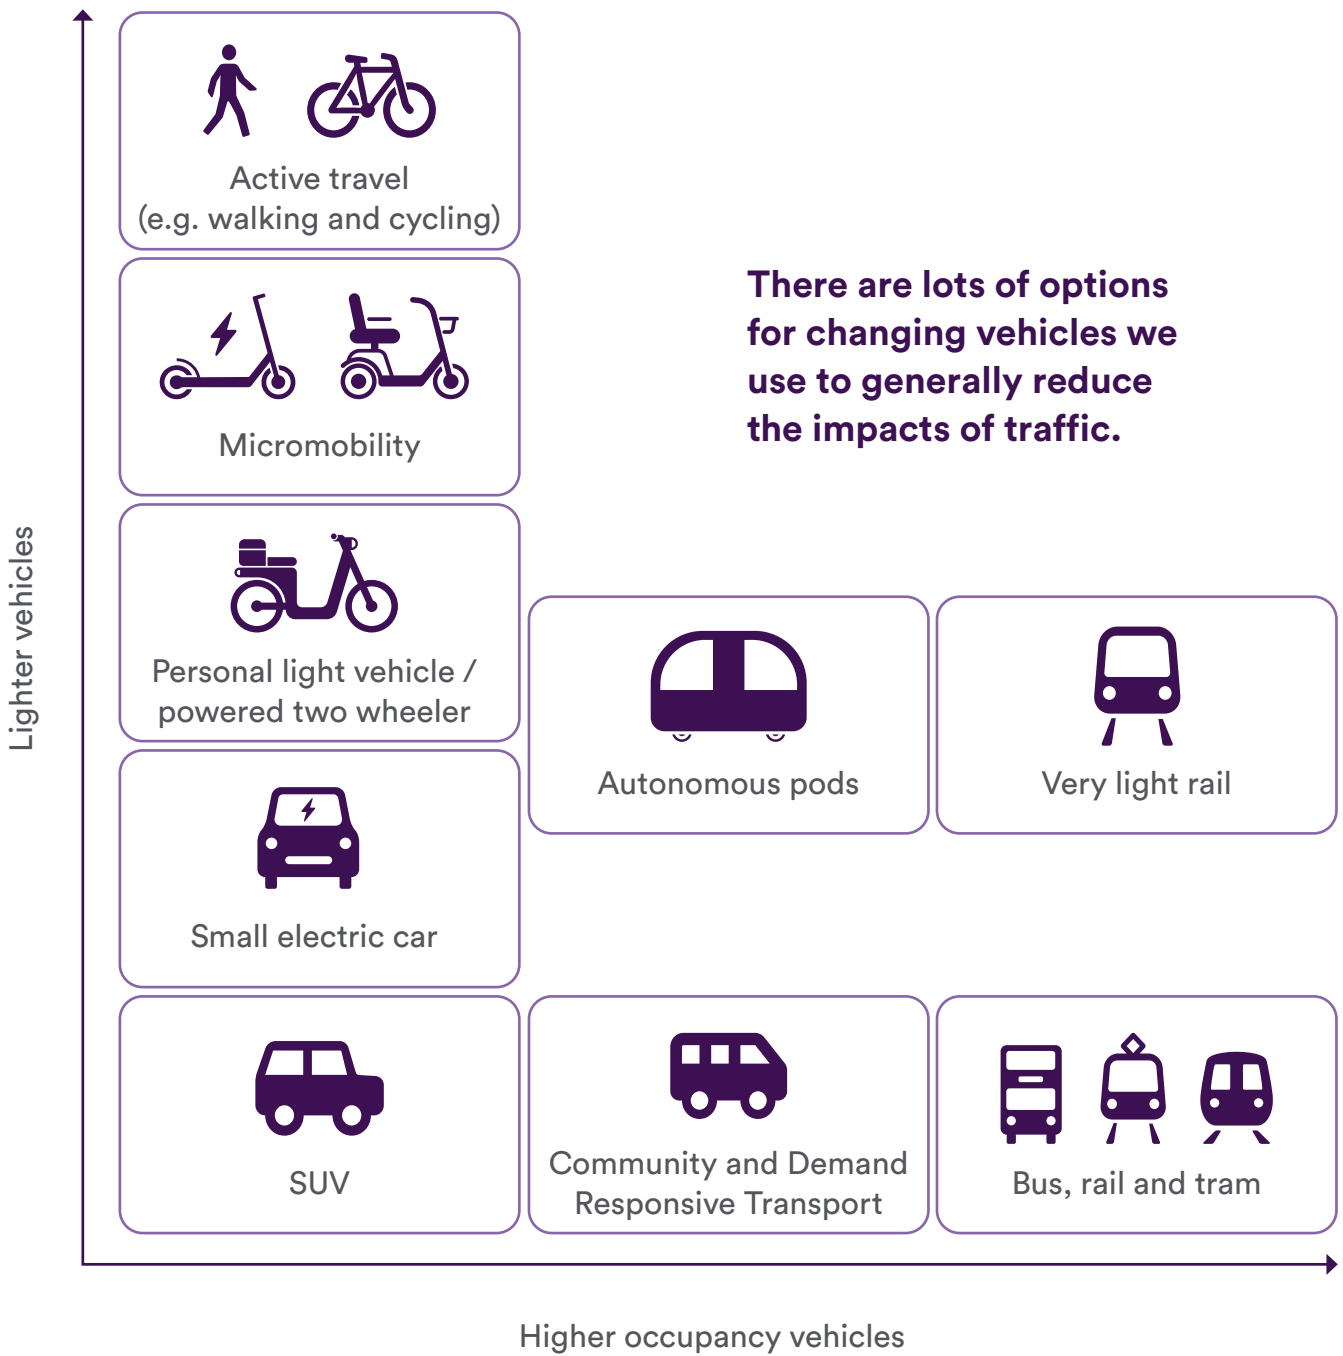 Active travel
(e.g. walking and cycling)
There are lots of options
for changing vehicles we
use to generally reduce
the impacts of traffic.
Micromobility
Lighter vehicles
Personal light vehicle /
powered two wheeler
Autonomous pods
Very light rail
Small electric car
SUV
Community and Demand
Responsive Transport
Bus, rail and tram
Higher occupancy vehicles